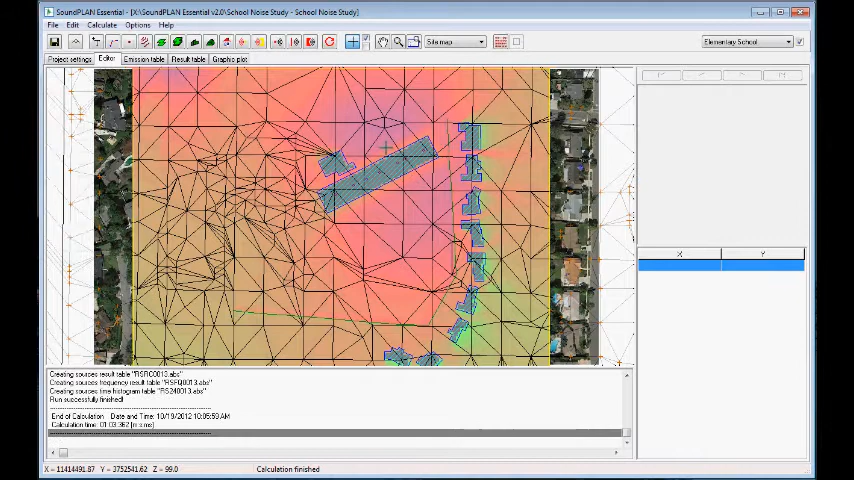 SoundPLAN Essential - [X:\SoundPLAN Essential v2.0\School Noise Study - School Noise Study]
File Edit Calculate Options Help
Site map
Elementary School
Project settings Editor Emission table Result table Graphic plot
X Y
Creating sources result table "RSRC0013.abs"
Creating sources frequency result table "RSFQ0013.abs"
Creating sources time histogram table "RS240013.abs"
Run successfully finished!
End of Calculation Date and Time: 10/19/2012 10:05:59 AM
Calculation time: 01:03.362 [m:s.ms]
X = 11414491.87 Y = 3752541.62 Z = 99.0 Calculation finished